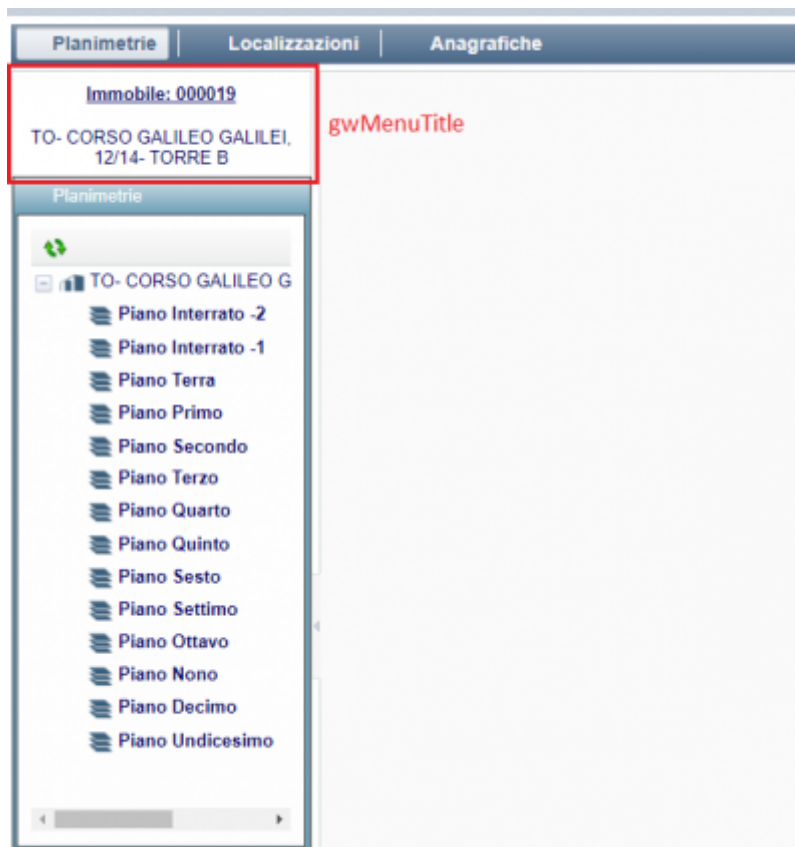 Planimetrie
Localizzazioni
Anagrafiche
Immobile: 000019
TO- CORSO GALILEO GALILEI,
12/14- TORRE B
gwMenuTitle
Planimetrie
TO- CORSO GALILEO G
Piano Interrato -2
Piano Interrato -1
Piano Terra
Piano Primo
Piano Secondo
Piano Terzo
Piano Quarto
Piano Quinto
Piano Sesto
Piano Settimo
Piano Ottavo
Piano Nono
Piano Decimo
Piano Undicesimo